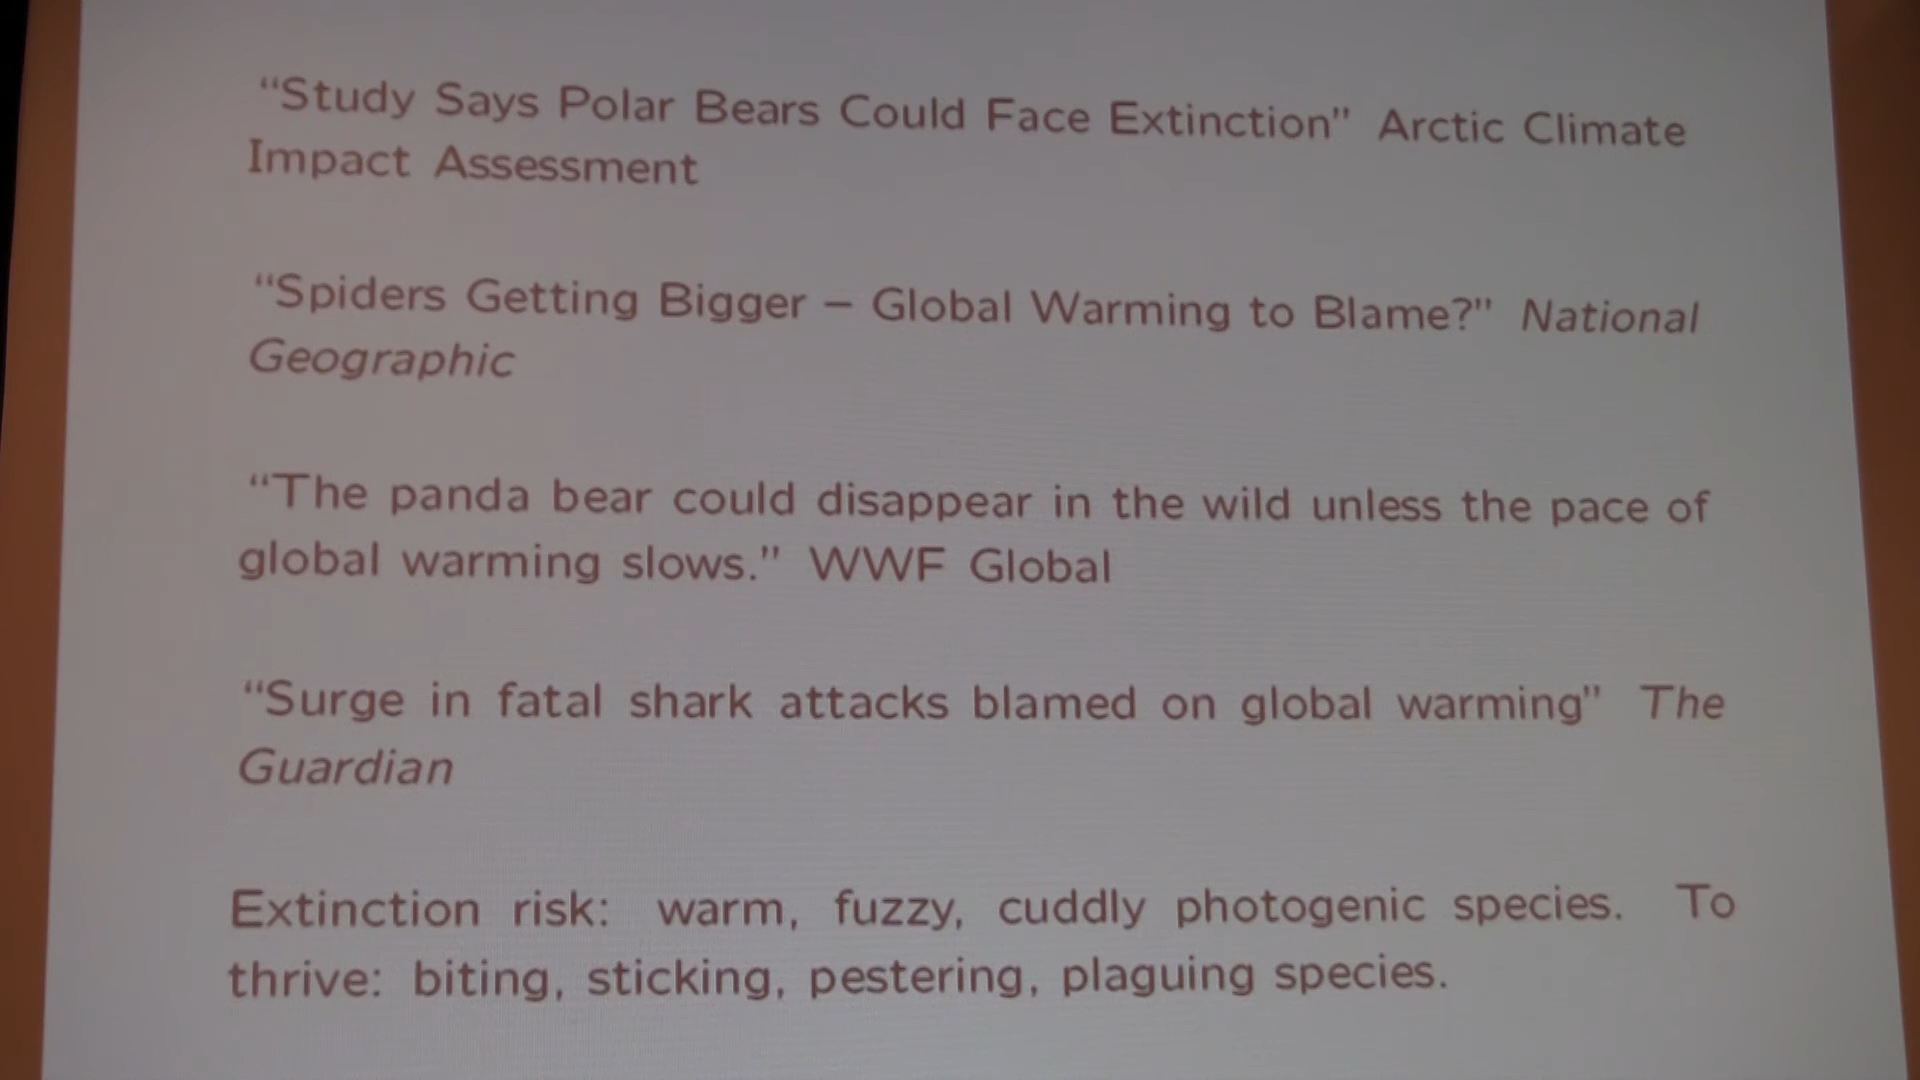 “Study Says Polar Bears Could Face Extinction” Arctic Climate
Impact Assessment
“Spiders Getting Bigger – Global Warming to Blame?” National
Geographic
“The panda bear could disappear in the wild unless the pace of
global warming slows.” WWF Global
“Surge in fatal shark attacks blamed on global warming” The
Guardian
Extinction risk: warm, fuzzy, cuddly photogenic species. To
thrive: biting, sticking, pestering, plaguing species.